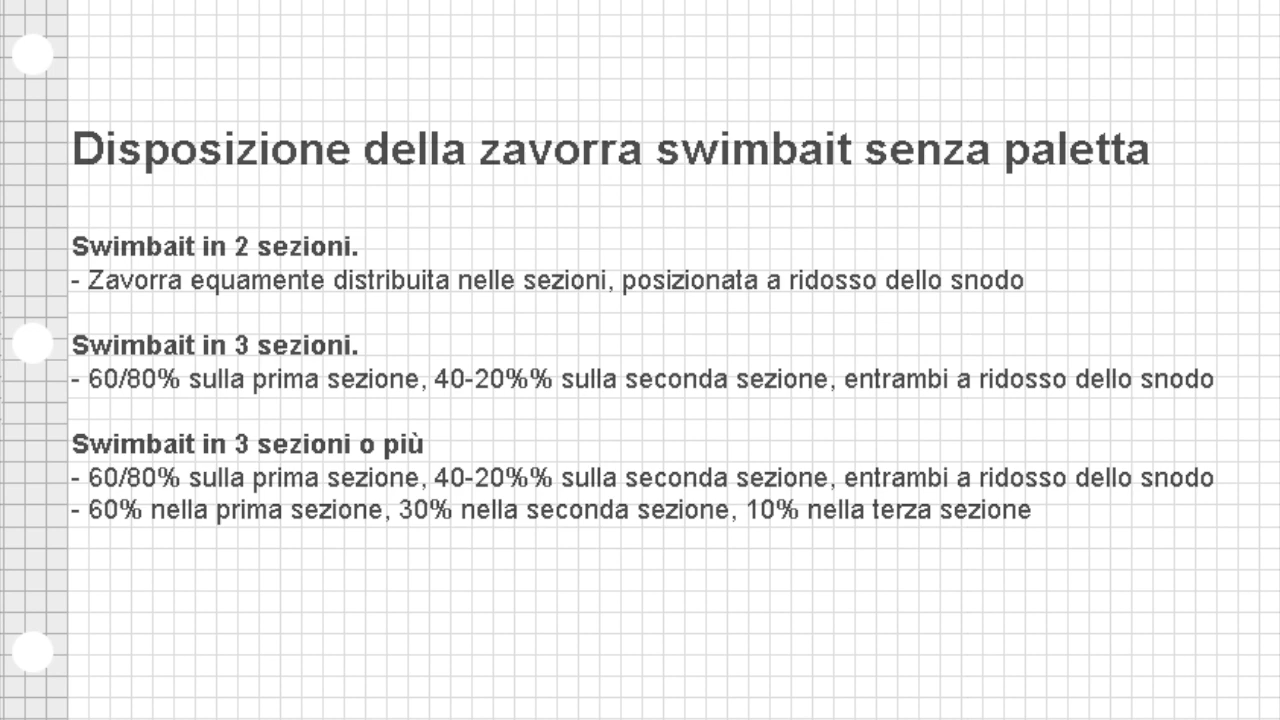 Disposizione della zavorra swimbait senza paletta
Swimbait in 2 sezioni.
- Zavorra equamente distribuita nelle sezioni, posizionata a ridosso dello snodo
Swimbait in 3 sezioni.
- 60/80% sulla prima sezione, 40-20%% sulla seconda sezione, entrambi a ridosso dello snodo
Swimbait in 3 sezioni o più
- 60/80% sulla prima sezione, 40-20%% sulla seconda sezione, entrambi a ridosso dello snodo
- 60% nella prima sezione, 30% nella seconda sezione, 10% nella terza sezione